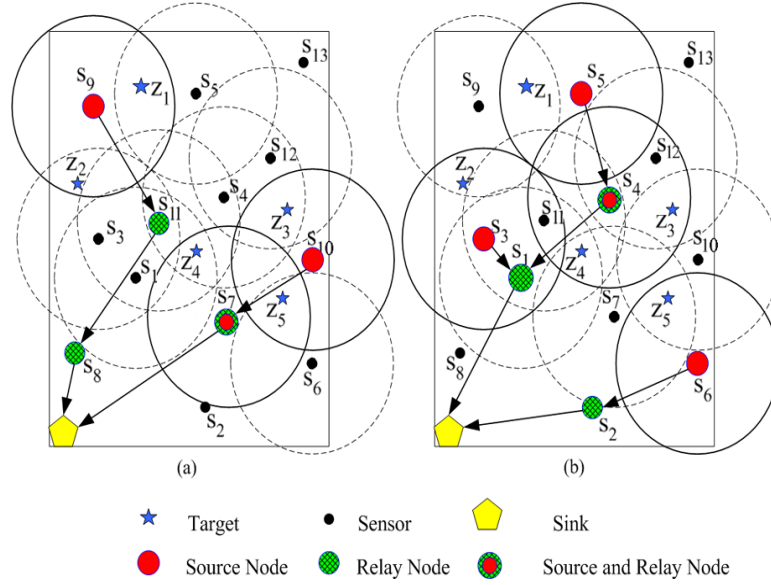 S13
S9
Z1
S5
S12
Z2
S11
S4
S3
Z3
S10
Z4
S1
S7
Z5
S8
S6
S2
(a)
S13
S5
S9
Z1
S12
Z2
S4
S11
Z3
S3
S1
S10
Z4
S7
Z5
S8
S6
S2
(b)
Target
Sensor
Sink
Source Node
Relay Node
Source and Relay Node